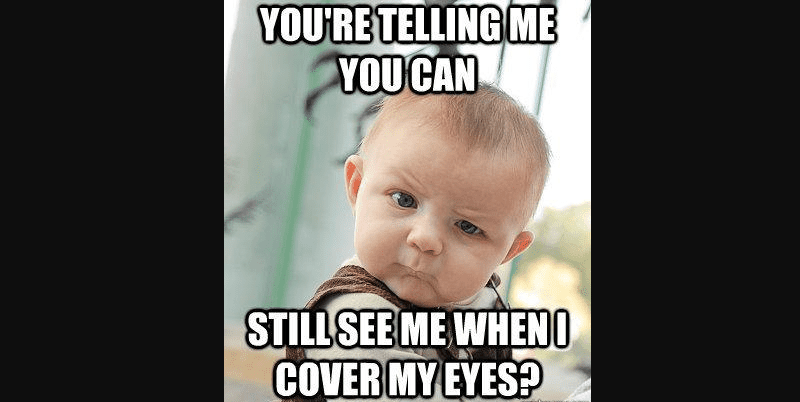 YOU'RE TELLING ME
YOU CAN
STILL SEE ME WHEN I
COVER MY EYES?